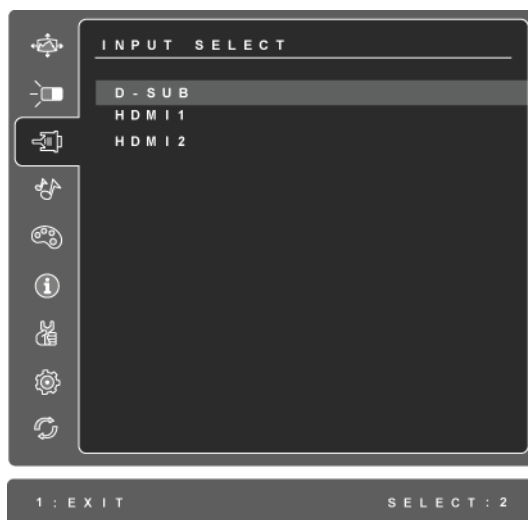 INPUT SELECT
D-SUB
HDMI1
HDMI2
1:EXIT SELECT:2